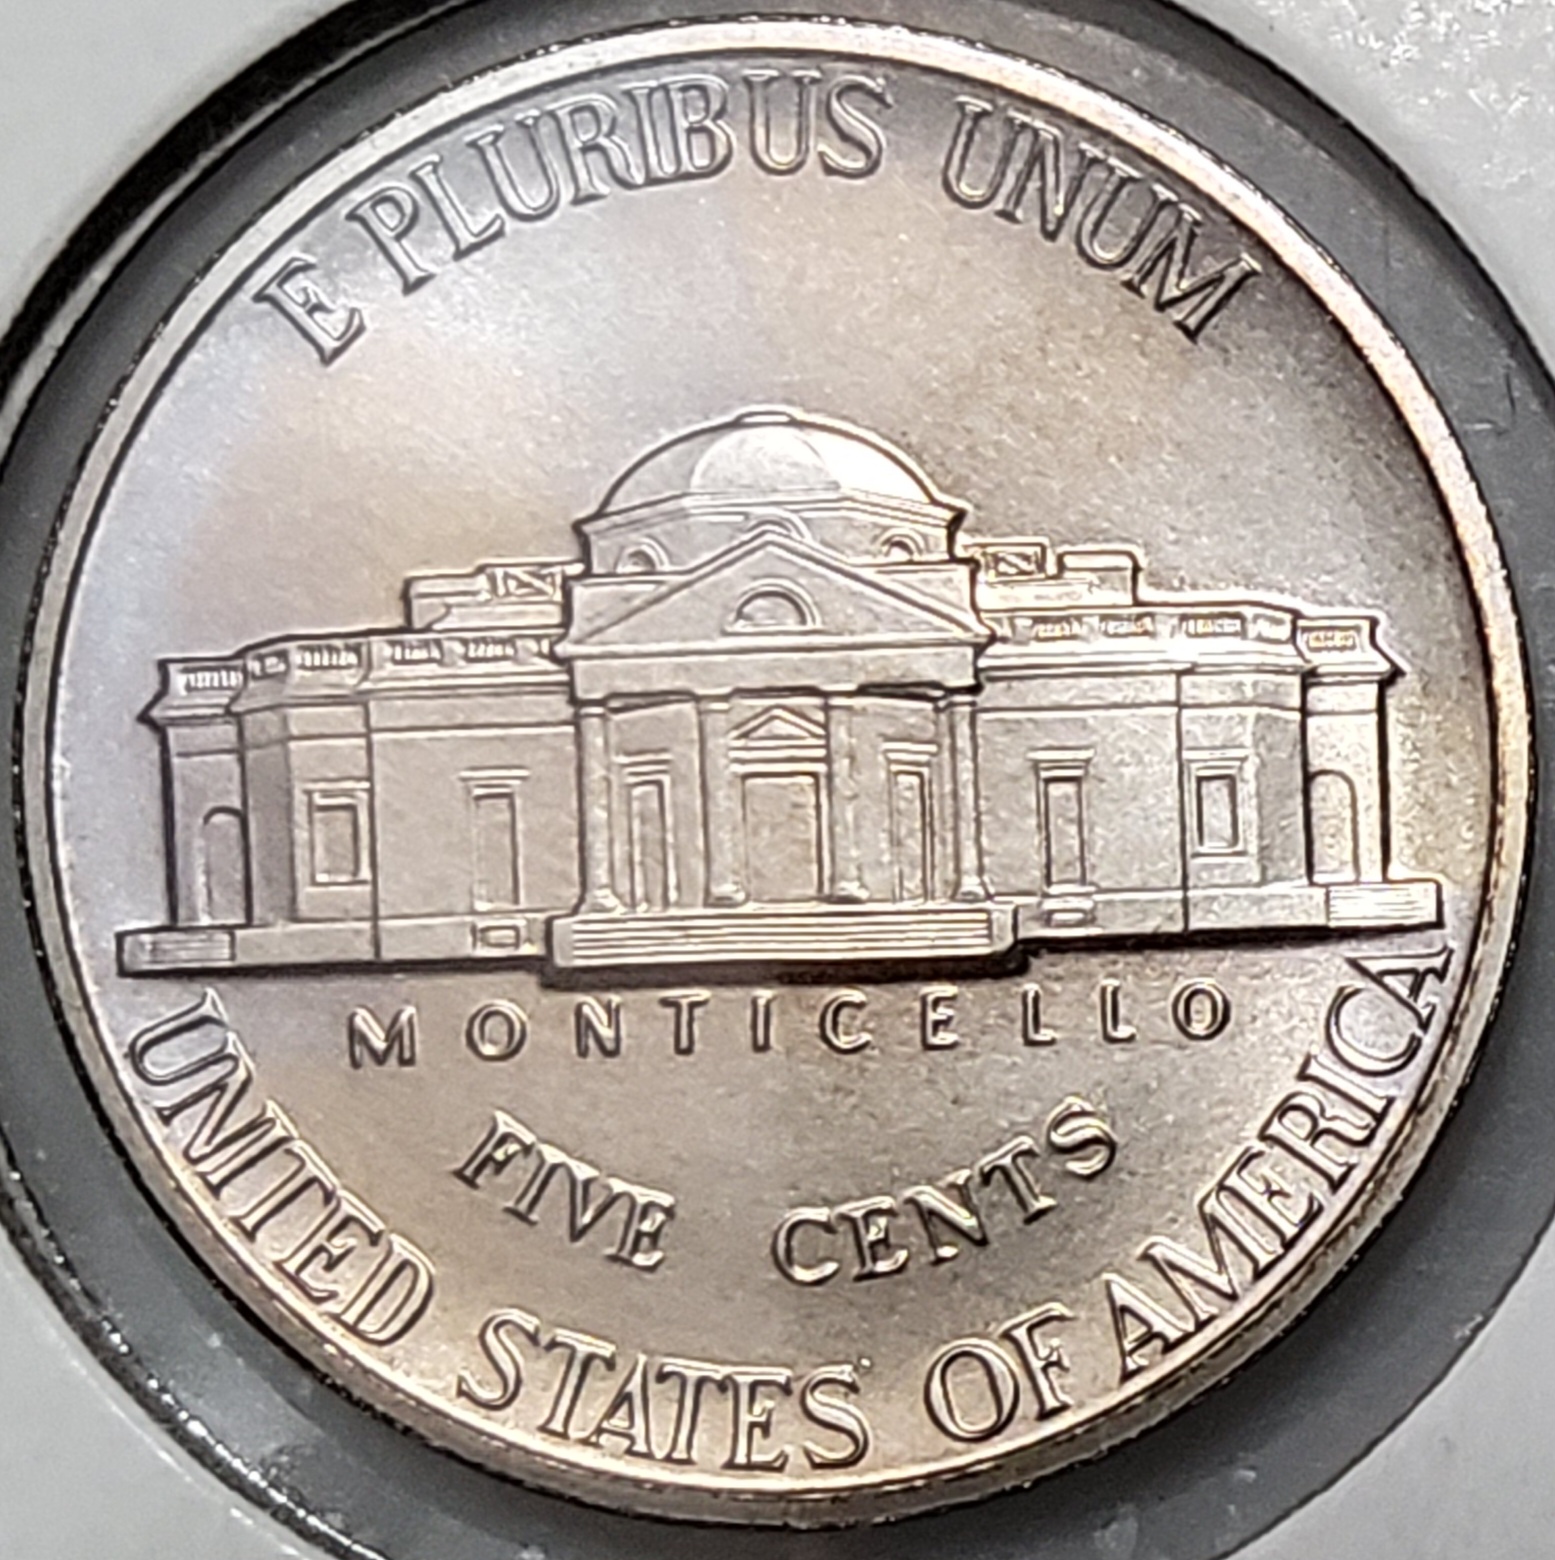 E PLURIBUS UNUM
MONTICELLO
FIVE CENTS
UNITED STATES OF AMERICA